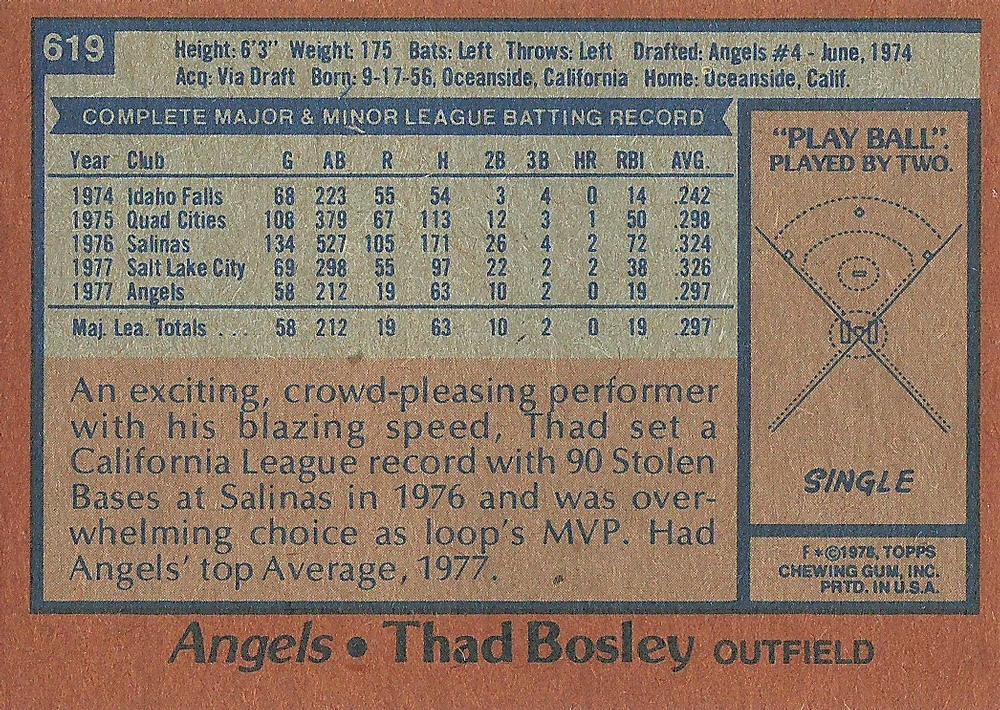 619
Height: 6'3" Weight: 175 Bats: Left Throws: Left Drafted: Angels #4 - June, 1974
Acq: Via Draft Born: 9-17-56, Oceanside, California Home: Oceanside, Calif.
COMPLETE MAJOR & MINOR LEAGUE BATTING RECORD
Year Club G AB R H 2B 3B HR RBI AVG.
1974 Idaho Falls 68 223 55 54 3 4 0 14 .242
1975 Quad Cities 108 379 67 113 12 3 1 50 .298
1976 Salinas 134 527 105 171 26 4 2 72 .324
1977 Salt Lake City 69 298 55 97 22 2 2 38 .326
1977 Angels 58 212 19 63 10 2 0 19 .297
Maj. Lea. Totals . . . 58 212 19 63 10 2 0 19 .297
An exciting, crowd-pleasing performer
with his blazing speed, Thad set a
California League record with 90 Stolen
Bases at Salinas in 1976 and was over-
whelming choice as loop's MVP. Had
Angels' top Average, 1977.
"PLAY BALL".
PLAYED BY TWO.
SINGLE
F*©1978, TOPPS
CHEWING GUM, INC.
PRTD. IN U.S.A.
Angels • Thad Bosley OUTFIELD